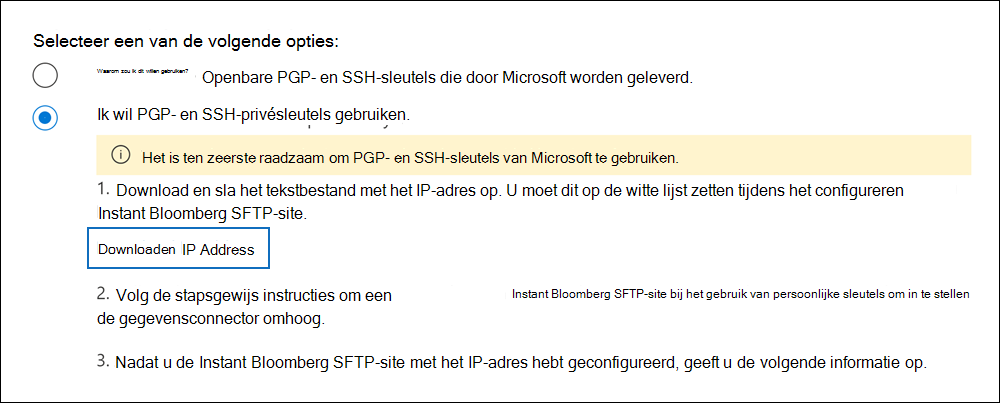 Selecteer een van de volgende opties:
Waarom zou ik dit willen gebruiken? Openbare PGP- en SSH-sleutels die door Microsoft worden geleverd.
Ik wil PGP- en SSH-privésleutels gebruiken.
Het is ten zeerste raadzaam om PGP- en SSH-sleutels van Microsoft te gebruiken.
1. Download en sla het tekstbestand met het IP-adres op. U moet dit op de witte lijst zetten tijdens het configureren
Instant Bloomberg SFTP-site.
Downloaden IP Address
2. Volg de stapsgewijs instructies om een Instant Bloomberg SFTP-site bij het gebruik van persoonlijke sleutels om in te stellen
de gegevensconnector omhoog.
3. Nadat u de Instant Bloomberg SFTP-site met het IP-adres hebt geconfigureerd, geeft u de volgende informatie op.